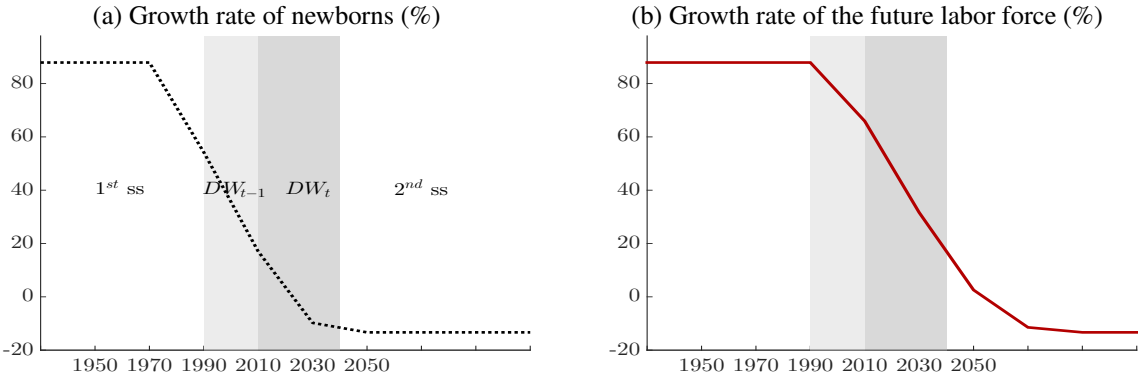 (a) Growth rate of newborns (%)
80
60
40
20
0
-20
1st ss
DWt−1
DWt
2nd ss
1950 1970 1990 2010 2030 2050
(b) Growth rate of the future labor force (%)
80
60
40
20
0
-20
1950 1970 1990 2010 2030 2050